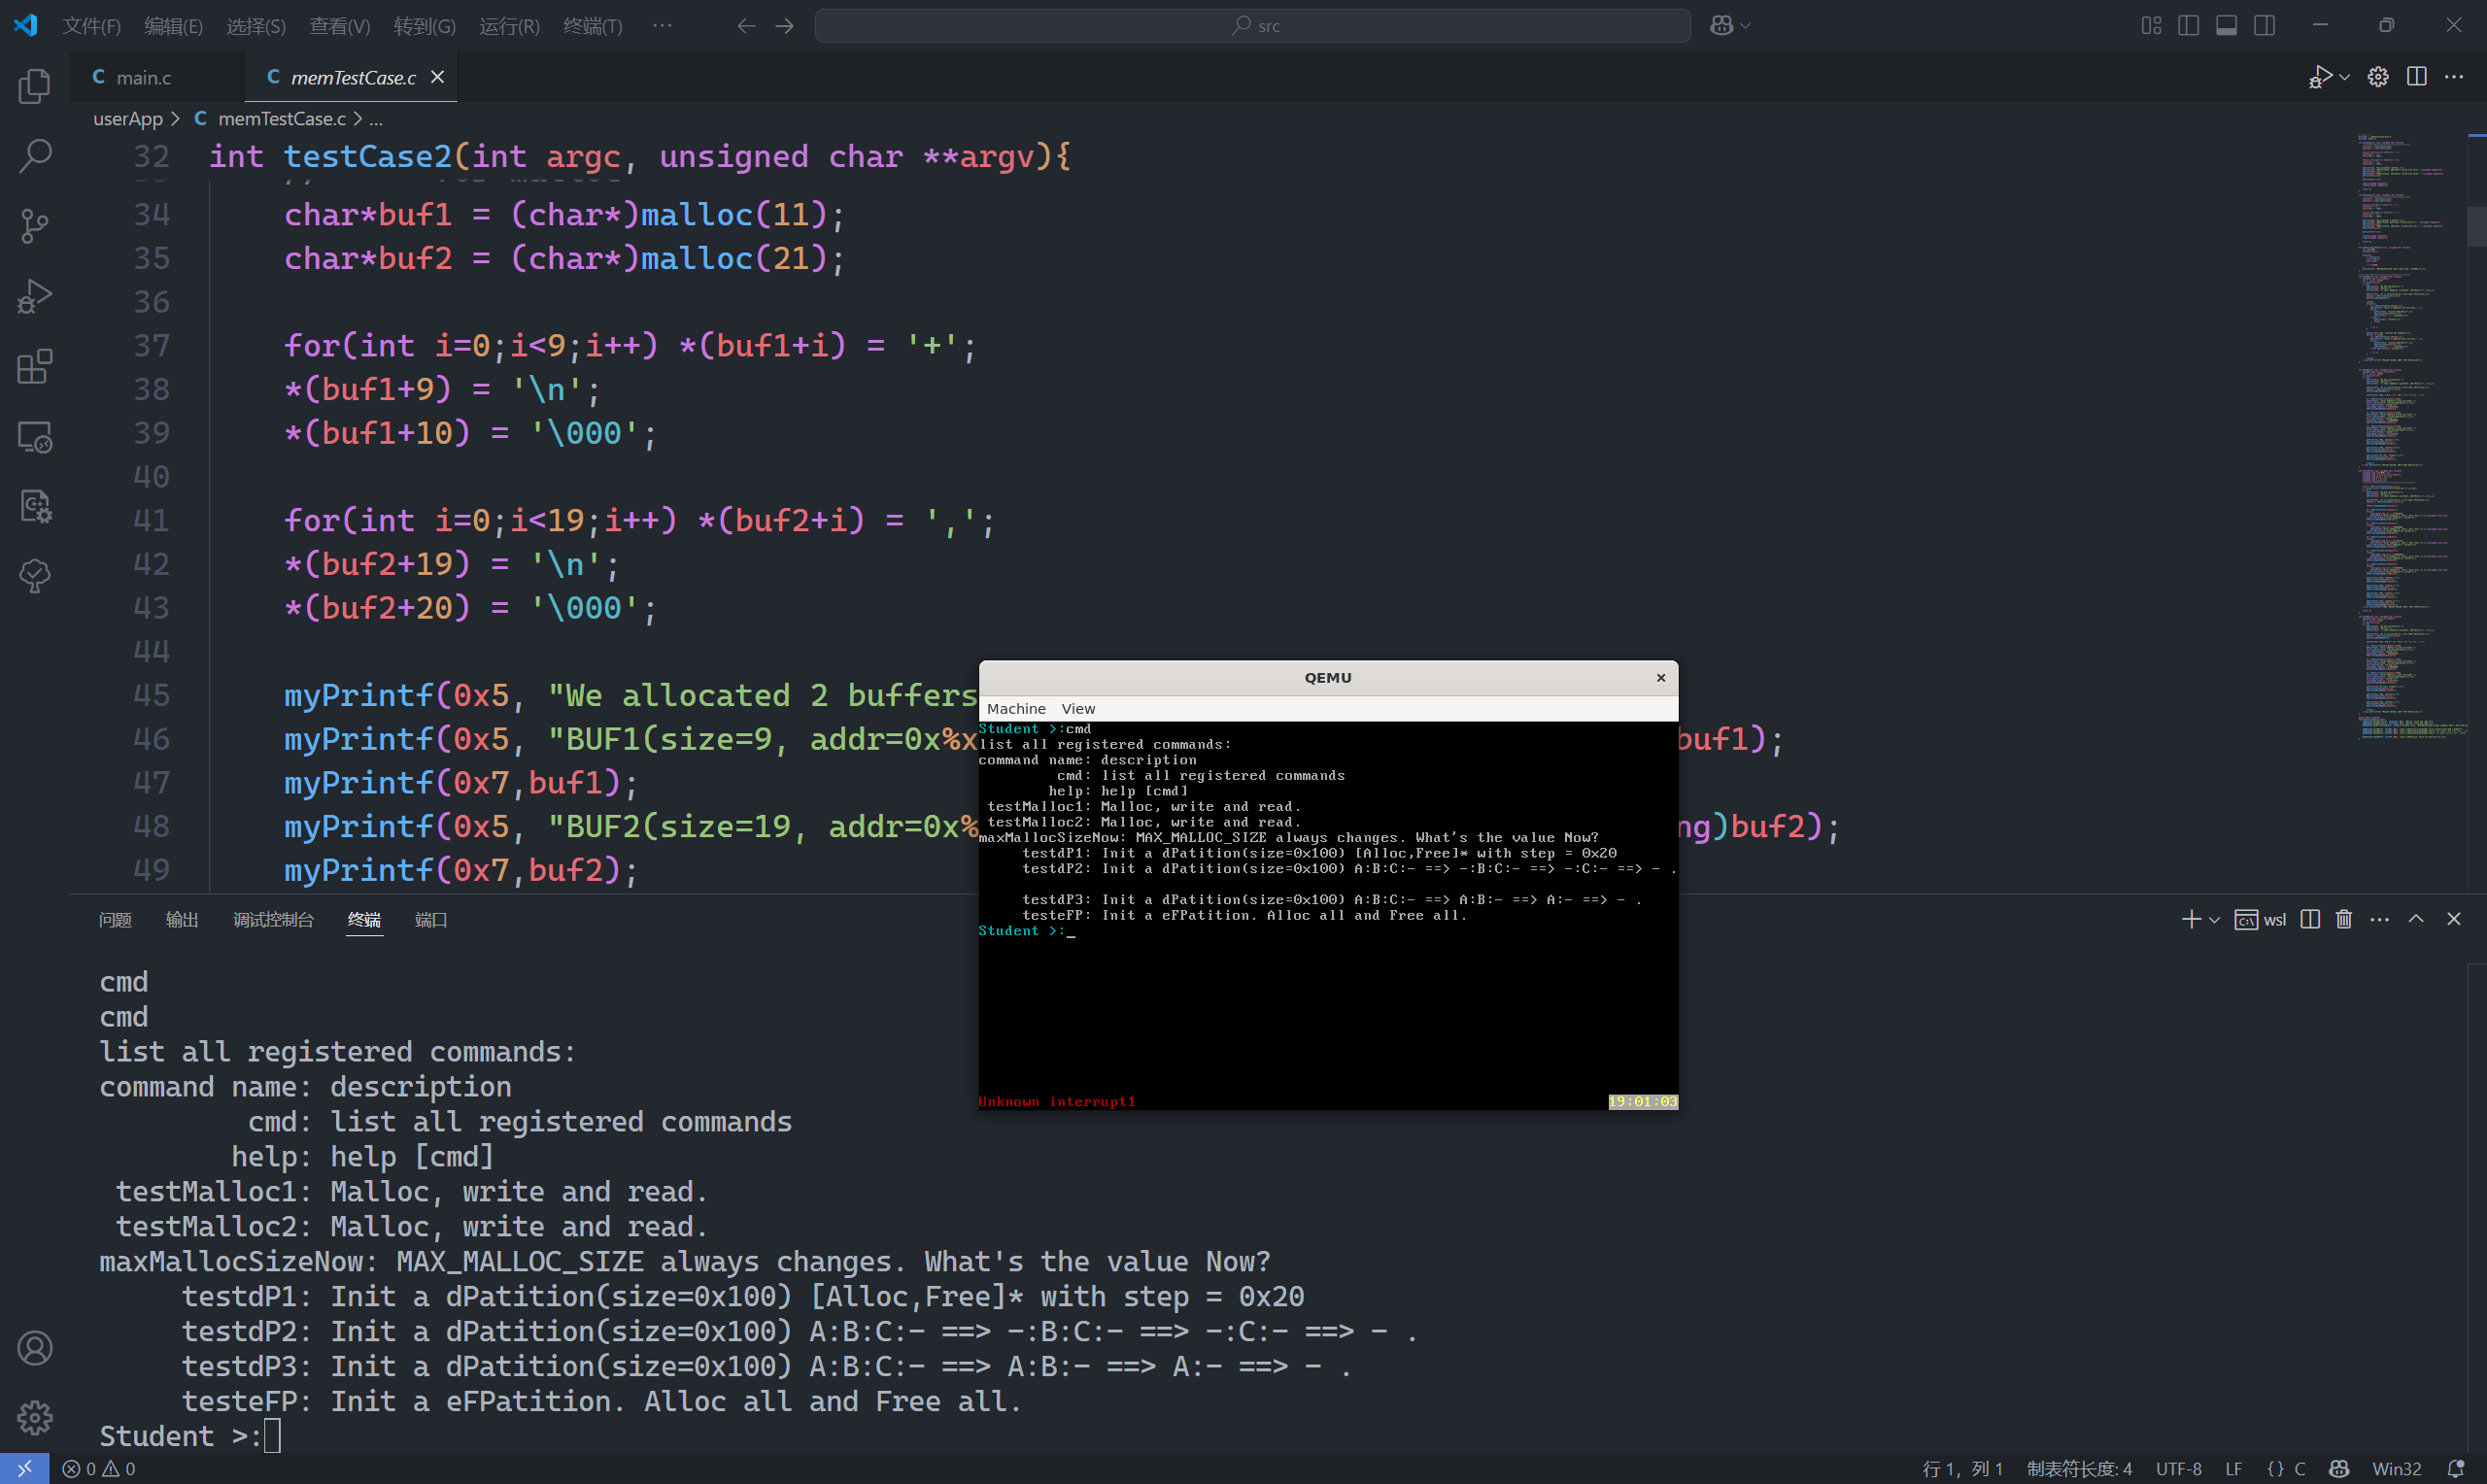 文件(F) 编辑(E) 选择(S) 查看(V) 转到(G) 运行(R) 终端(T) ··· src
C main.c C memTestCase.c
userApp > C memTestCase.c > ...
32 int testCase2(int argc, unsigned char **argv){
34 char*buf1 = (char*)malloc(11);
35 char*buf2 = (char*)malloc(21);
36
37 for(int i=0;i<9;i++) *(buf1+i) = '+';
38 *(buf1+9) = '\n';
39 *(buf1+10) = '\000';
40
41 for(int i=0;i<19;i++) *(buf2+i) = ',';
42 *(buf2+19) = '\n';
43 *(buf2+20) = '\000';
44
45 myPrintf(0x5, "We allocated 2 buffers
46 myPrintf(0x5, "BUF1(size=9, addr=0x%x buf1);
47 myPrintf(0x7,buf1);
48 myPrintf(0x5, "BUF2(size=19, addr=0x% ng)buf2);
49 myPrintf(0x7,buf2);
QEMU
Machine View
Student >:cmd
list all registered commands:
command name: description
cmd: list all registered commands
help: help [cmd]
testMalloc1: Malloc, write and read.
testMalloc2: Malloc, write and read.
maxMallocSizeNow: MAX_MALLOC_SIZE always changes. What's the value Now?
testdP1: Init a dPatition(size=0x100) [Alloc,Free]* with step = 0x20
testdP2: Init a dPatition(size=0x100) A:B:C:- ==> -:B:C:- ==> -:C:- ==> - .
testdP3: Init a dPatition(size=0x100) A:B:C:- ==> A:B:- ==> A:- ==> - .
testeFP: Init a eFPatition. Alloc all and Free all.
Student >:_
Unknown interrupt1 19:01:03
问题 输出 调试控制台 终端 端口 wsl
cmd
cmd
list all registered commands:
command name: description
cmd: list all registered commands
help: help [cmd]
testMalloc1: Malloc, write and read.
testMalloc2: Malloc, write and read.
maxMallocSizeNow: MAX_MALLOC_SIZE always changes. What's the value Now?
testdP1: Init a dPatition(size=0x100) [Alloc,Free]* with step = 0x20
testdP2: Init a dPatition(size=0x100) A:B:C:- ==> -:B:C:- ==> -:C:- ==> - .
testdP3: Init a dPatition(size=0x100) A:B:C:- ==> A:B:- ==> A:- ==> - .
testeFP: Init a eFPatition. Alloc all and Free all.
Student >:
0 0 行 1，列 1 制表符长度: 4 UTF-8 LF {} C Win32